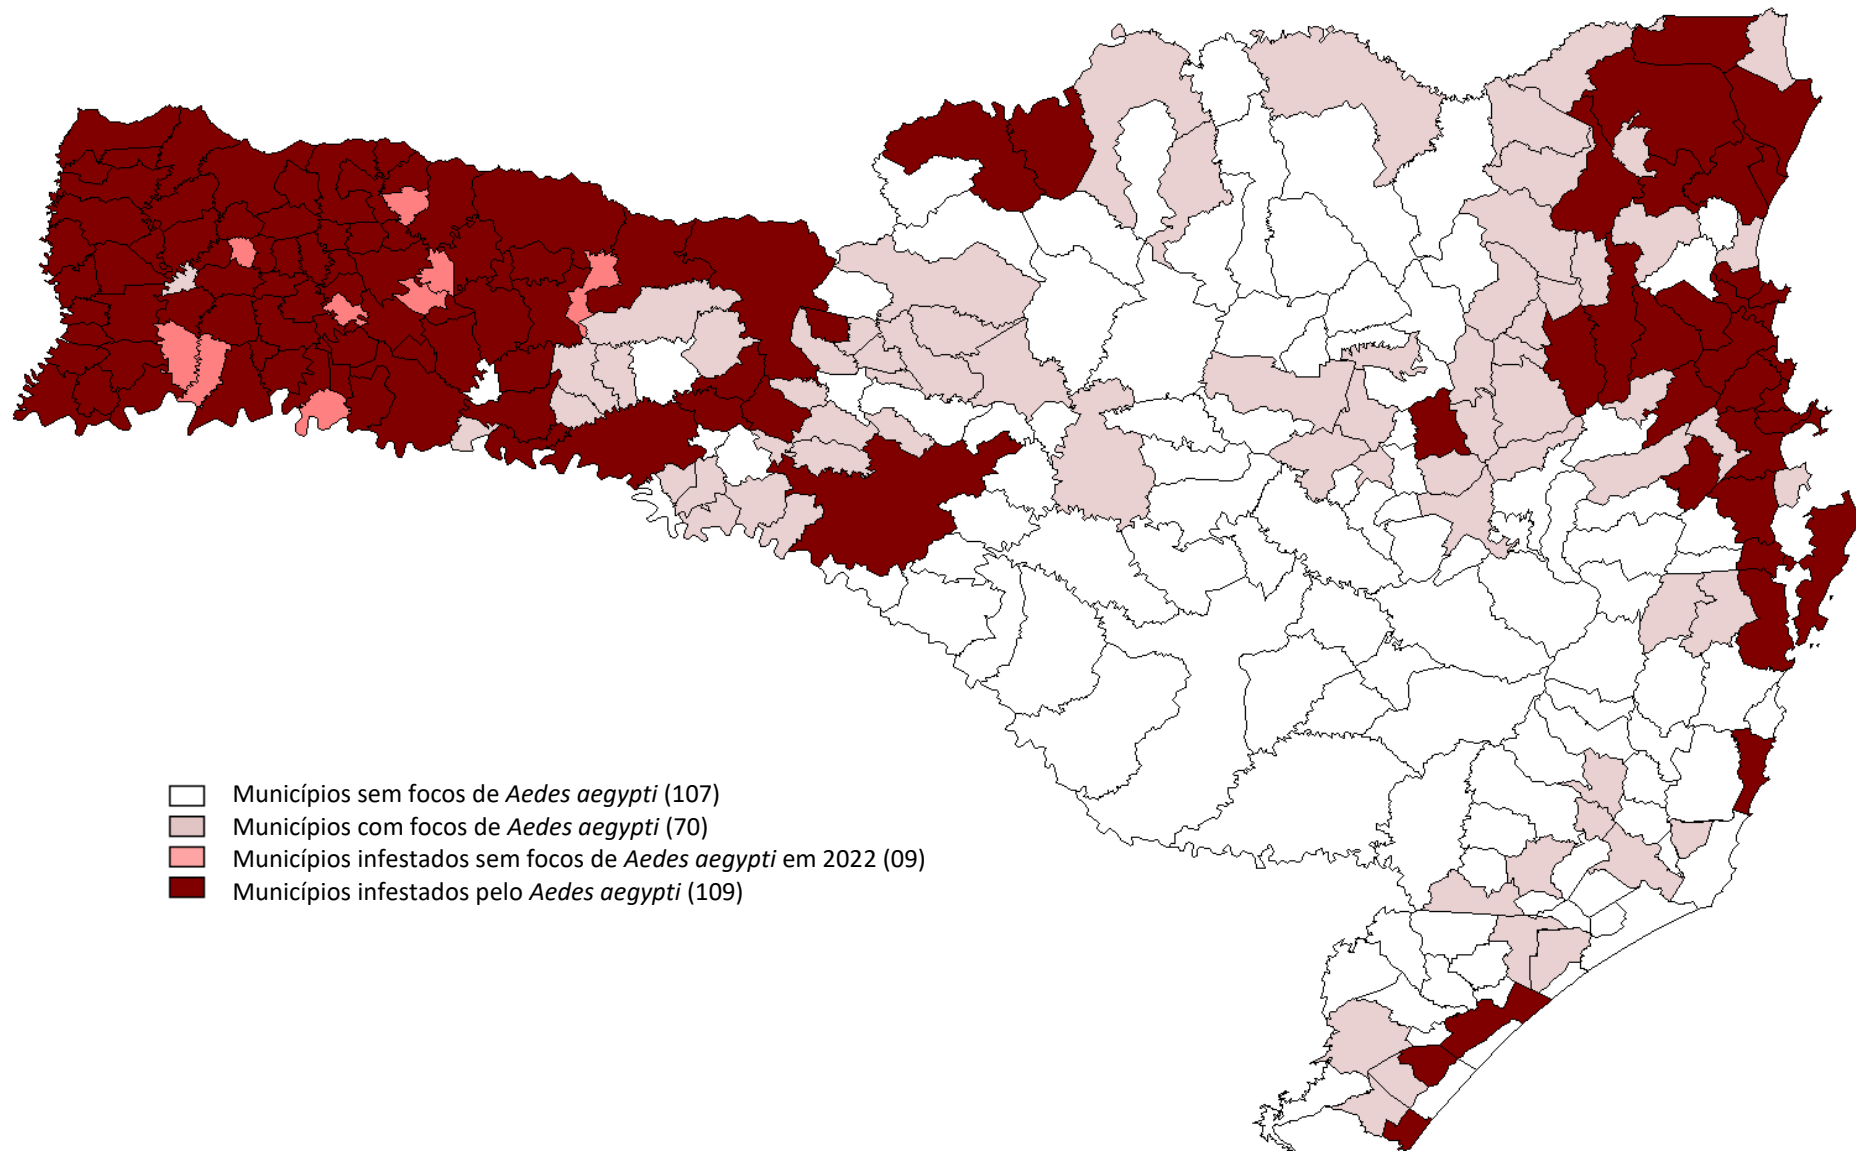 Municípios sem focos de Aedes aegypti (107)
Municípios com focos de Aedes aegypti (70)
Municípios infestados sem focos de Aedes aegypti em 2022 (09)
Municípios infestados pelo Aedes aegypti (109)